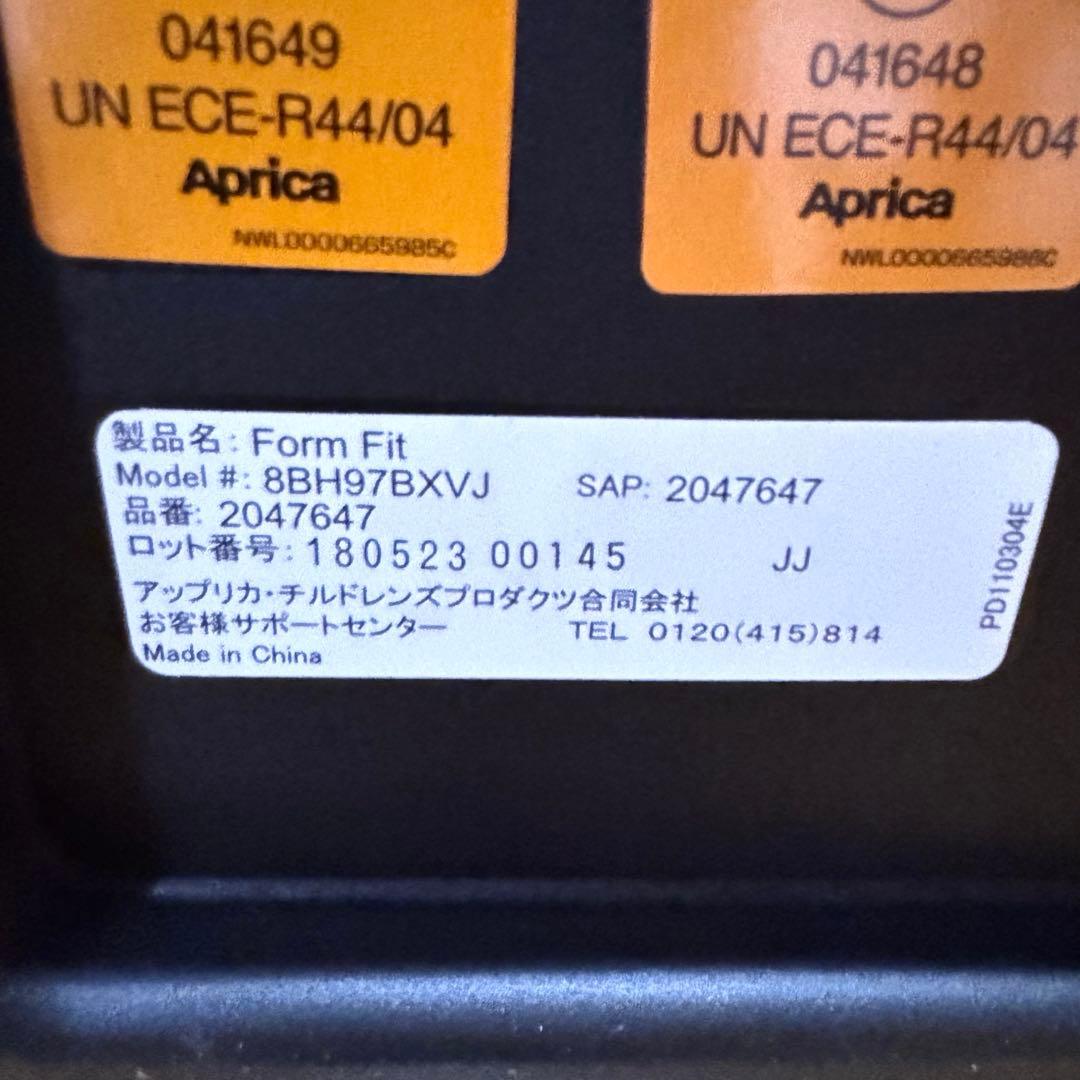 041649
UN ECE-R44/04
Aprica
NWL0000665985C
041648
UN ECE-R44/04
Aprica
NWL0000665986C
製品名: Form Fit
Model #: 8BH97BXVJ SAP: 2047647
品番: 2047647
ロット番号: 180523 00145 JJ
アップリカ・チルドレンズプロダクツ合同会社
お客様サポートセンター TEL 0120(415)814
Made in China
PD110304E